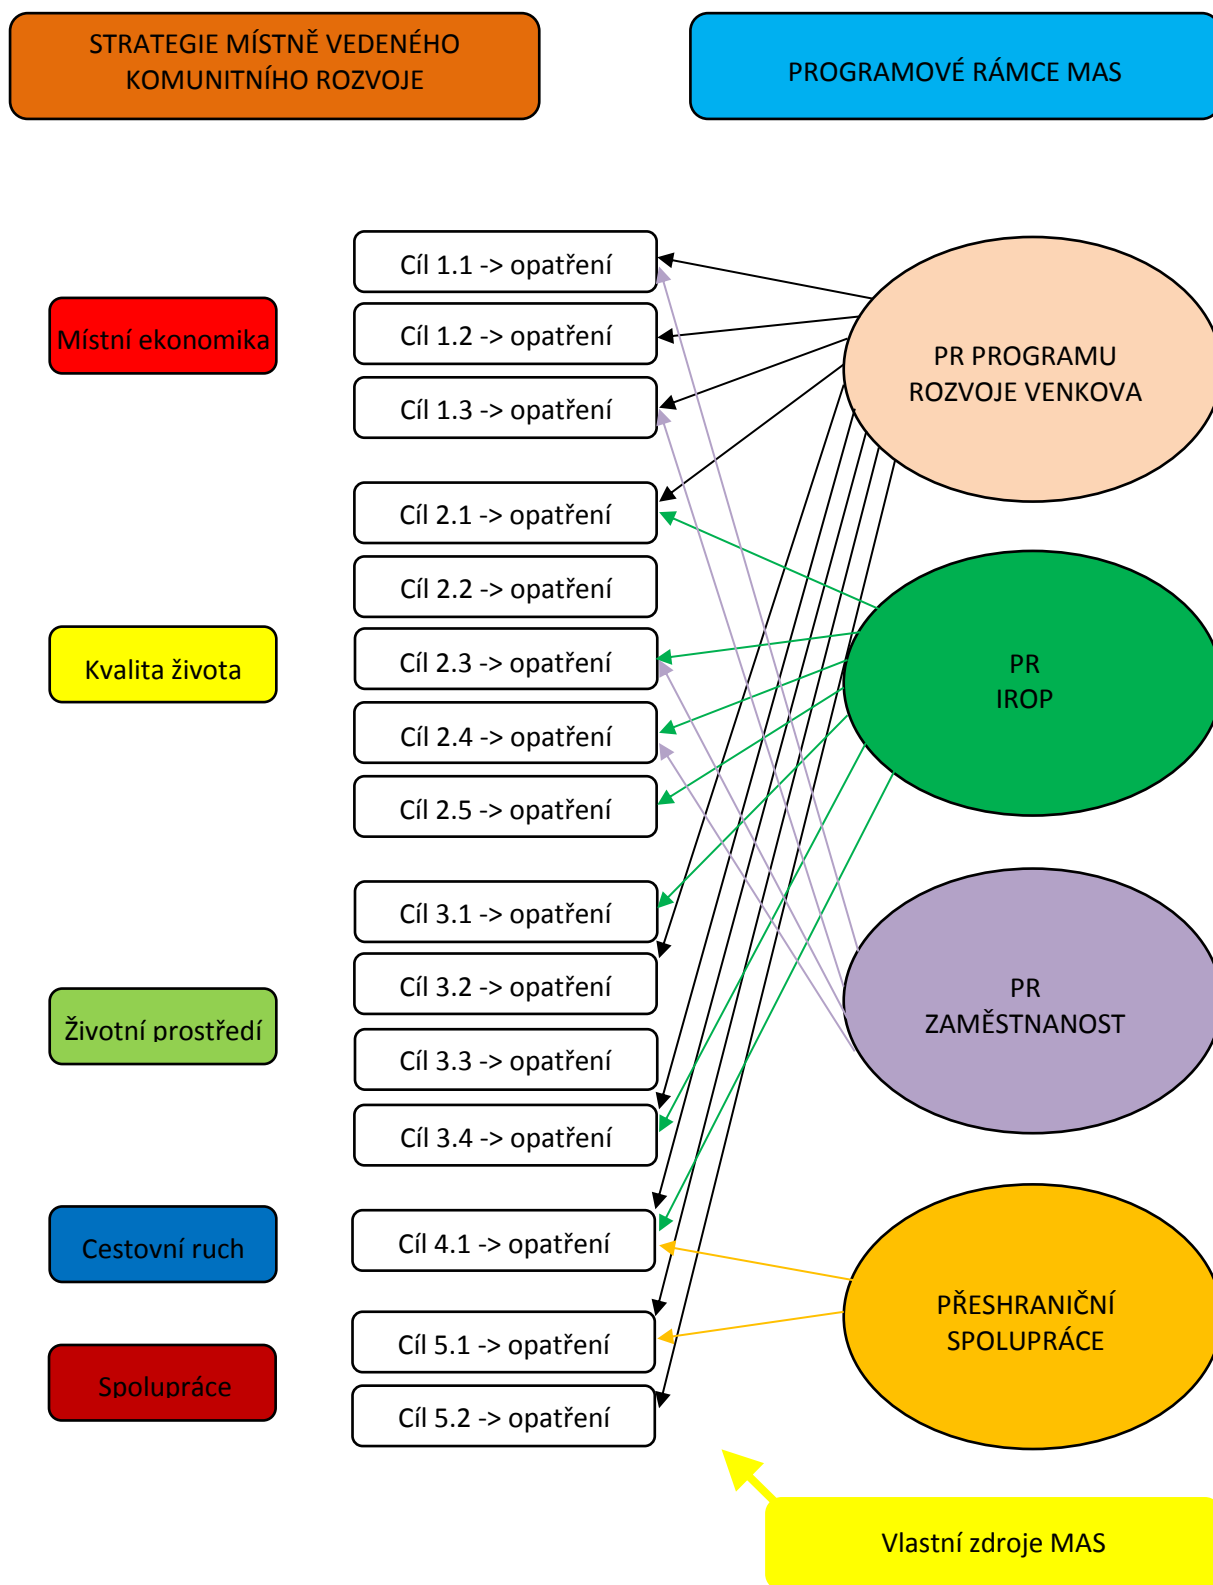 STRATEGIE MÍSTNĚ VEDENÉHO
KOMUNITNÍHO ROZVOJE
PROGRAMOVÉ RÁMCE MAS
Místní ekonomika
Cíl 1.1 -> opatření
Cíl 1.2 -> opatření
Cíl 1.3 -> opatření
PR PROGRAMU
ROZVOJE VENKOVA
Kvalita života
Cíl 2.1 -> opatření
Cíl 2.2 -> opatření
Cíl 2.3 -> opatření
Cíl 2.4 -> opatření
Cíl 2.5 -> opatření
PR
IROP
Životní prostředí
Cíl 3.1 -> opatření
Cíl 3.2 -> opatření
Cíl 3.3 -> opatření
Cíl 3.4 -> opatření
PR
ZAMĚSTNANOST
Cestovní ruch
Cíl 4.1 -> opatření
Spolupráce
Cíl 5.1 -> opatření
Cíl 5.2 -> opatření
PŘESHRANIČNÍ
SPOLUPRÁCE
Vlastní zdroje MAS